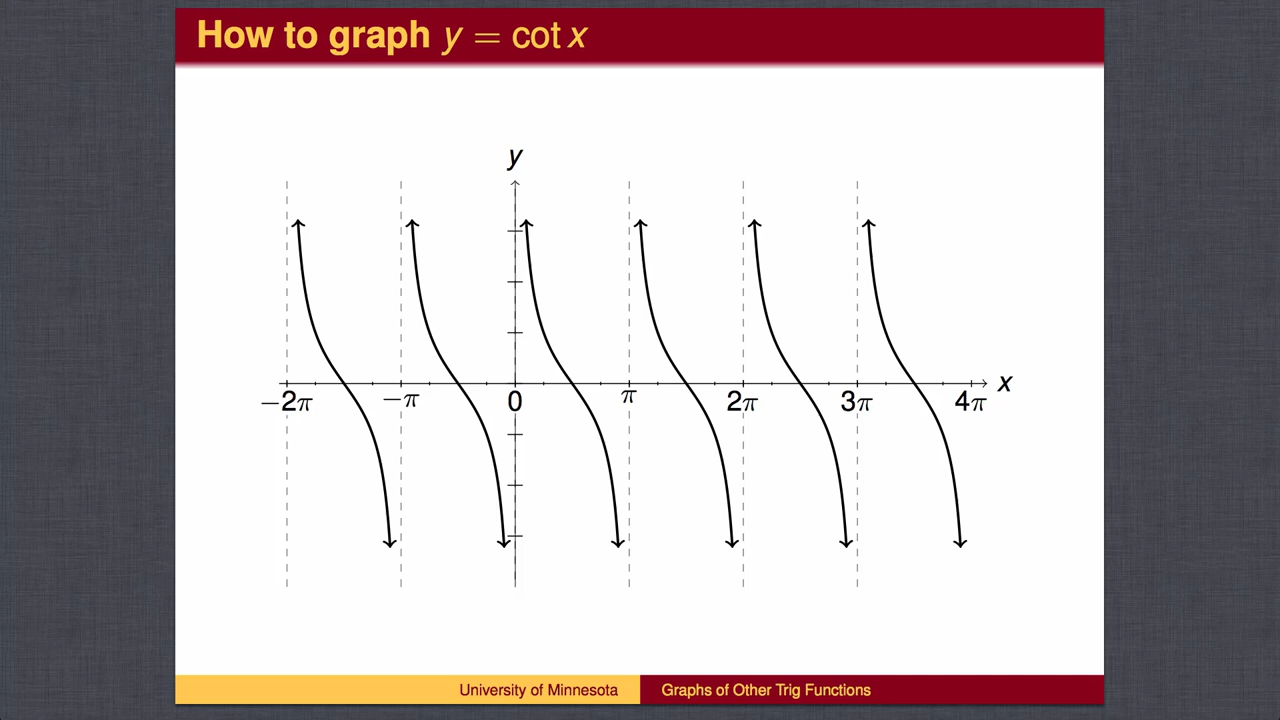 How to graph y = cot x
y
x
−2π −π 0 π 2π 3π 4π
University of Minnesota
Graphs of Other Trig Functions